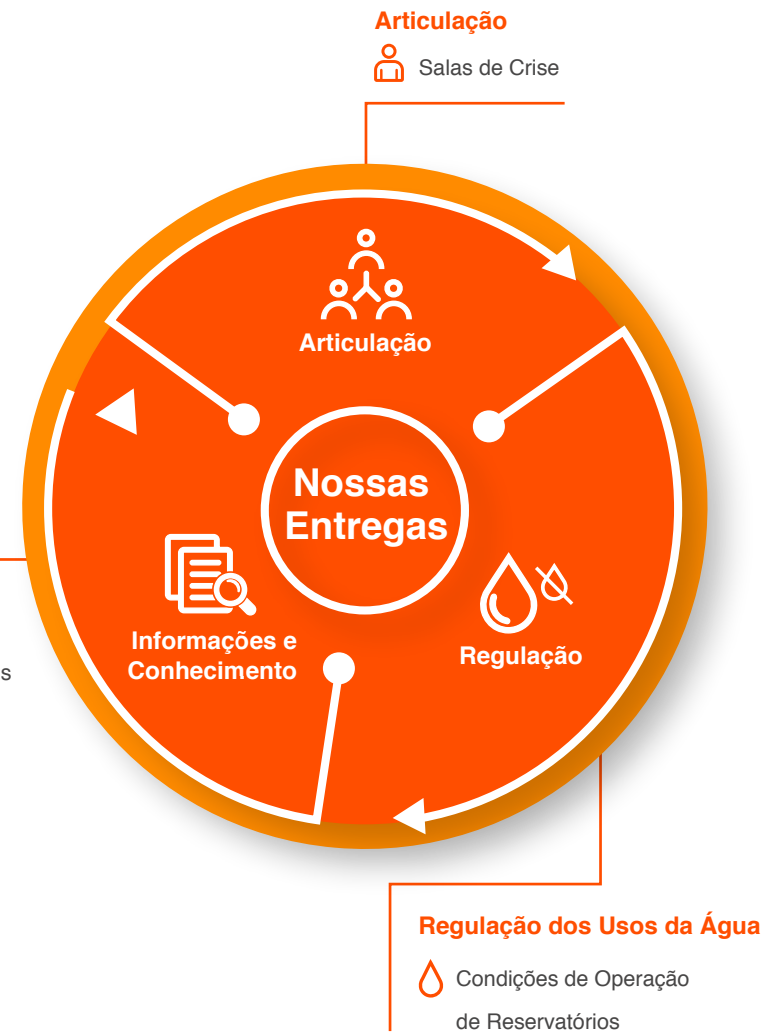 Articulação
Salas de Crise
Articulação
Nossas
Entregas
Informações e
Conhecimento
Regulação
s
Regulação dos Usos da Água
Condições de Operação
de Reservatórios